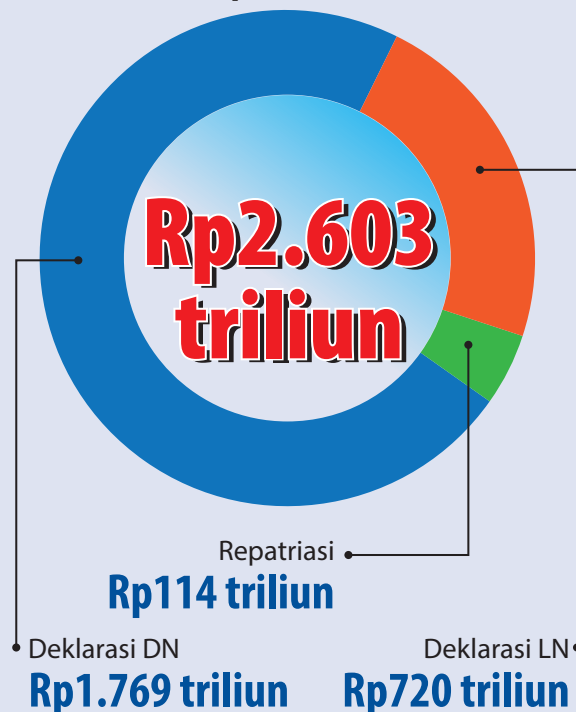 Rp2.603
triliun
Repatriasi
Rp114 triliun
Deklarasi DN
Rp1.769 triliun
Deklarasi LN
Rp720 triliun